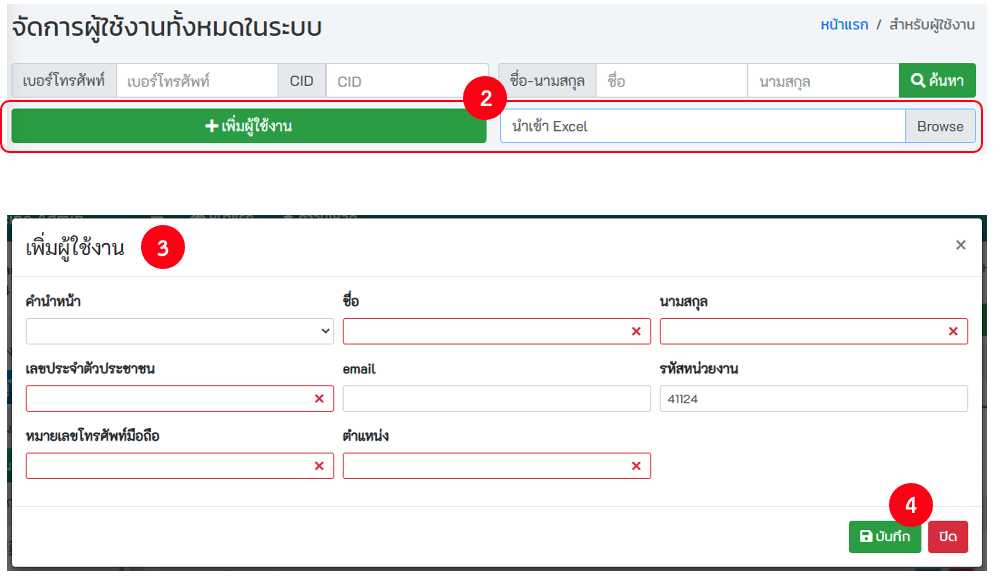 จัดการผู้ใช้งานทั้งหมดในระบบ
หน้าแรก / สำหรับผู้ใช้งาน
เบอร์โทรศัพท์ เบอร์โทรศัพท์ CID CID ชื่อ-นามสกุล ชื่อ นามสกุล ค้นหา
2
+ เพิ่มผู้ใช้งาน นำเข้า Excel Browse
เพิ่มผู้ใช้งาน 3 ×
คำนำหน้า ชื่อ นามสกุล
เลขประจำตัวประชาชน email รหัสหน่วยงาน
41124
หมายเลขโทรศัพท์มือถือ ตำแหน่ง
4
บันทึก ปิด